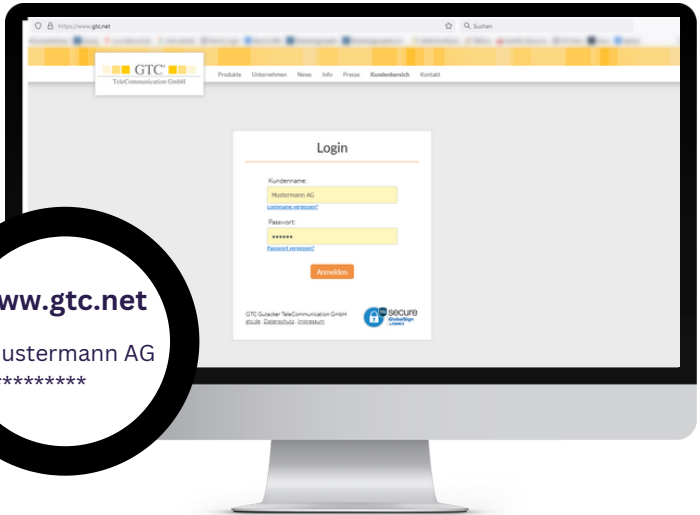 https://www.gtc.net
Suchen
GTC
TeleCommunication GmbH
Produkte Unternehmen News Info Presse Kundenbereich Kontakt
Login
Kundenname:
Mustermann AG
Loginname vergessen?
Passwort:
******
Passwort vergessen?
Anmelden
GTC Gutacker TeleCommunication GmbH
gtc.de Datenschutz Impressum
secure
GlobalSign
ww.gtc.net
ustermann AG
*********